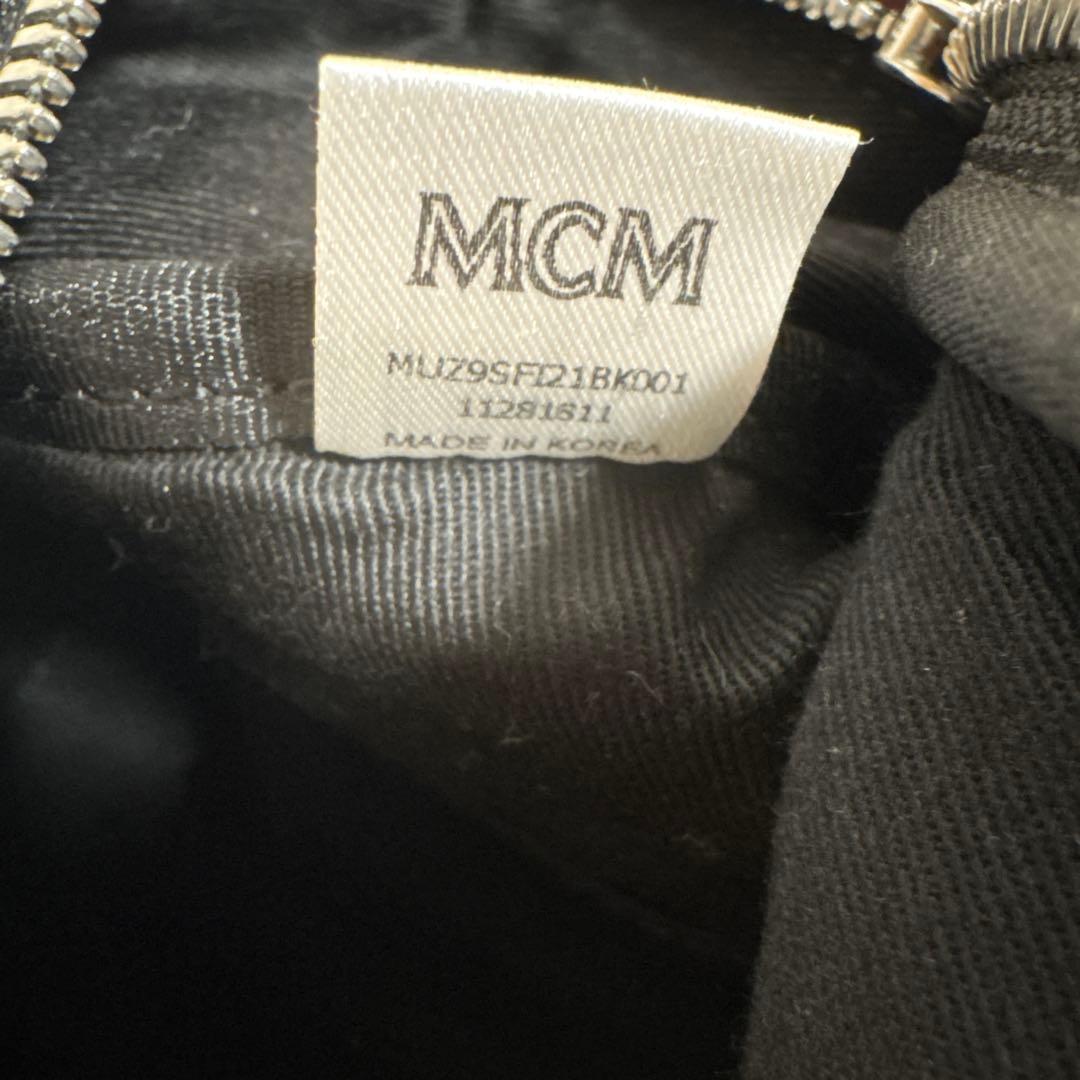 MCM
MUZ9SFI21BK001
11281611
MADE IN KOREA